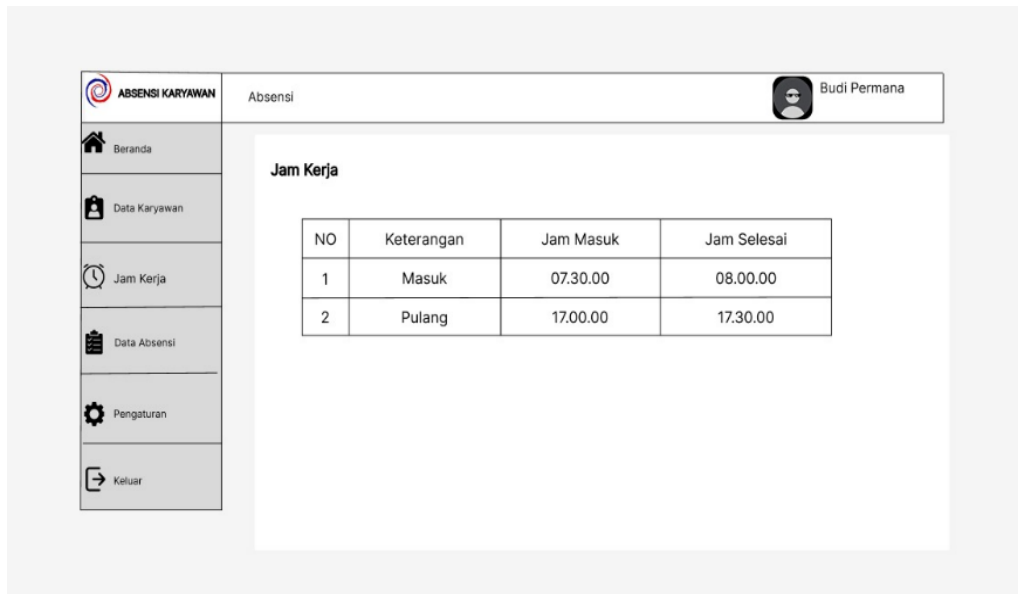 ABSENSI KARYAWAN
Absensi
Budi Permana
Beranda
Data Karyawan
Jam Kerja
Data Absensi
Pengaturan
Keluar
Jam Kerja
NO Keterangan Jam Masuk Jam Selesai
1 Masuk 07.30.00 08.00.00
2 Pulang 17.00.00 17.30.00